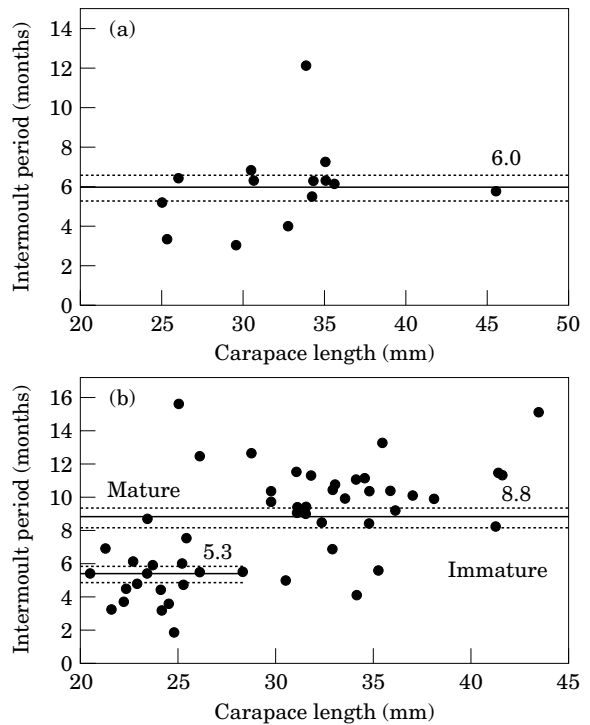 (a)
14
12
10
8
6
4
2
0
Intermoult period (months)
6.0
20 25 30 35 40 45 50
Carapace length (mm)
(b)
16
14
12
10
8
6
4
2
0
Intermoult period (months)
Mature
8.8
5.3
Immature
20 25 30 35 40 45
Carapace length (mm)